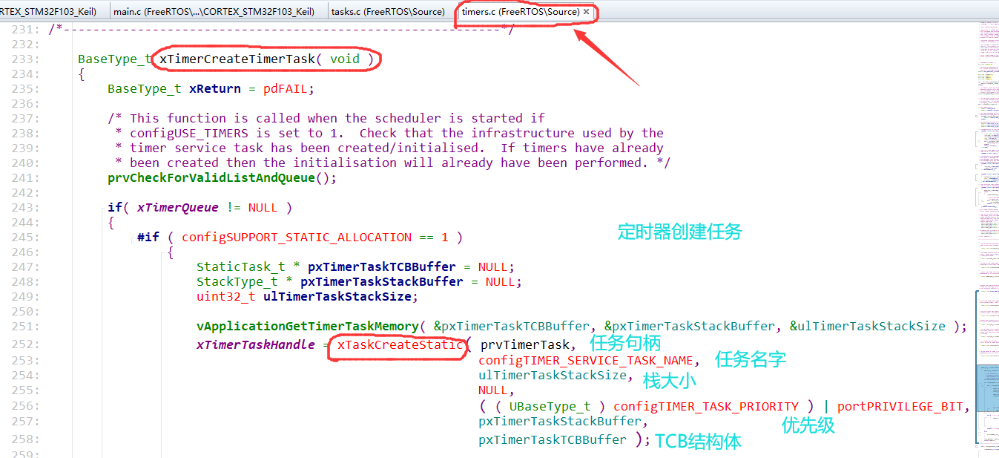 RTEX_STM32F103_Keil) main.c (FreeRTOS\...\CORTEX_STM32F103_Keil) tasks.c (FreeRTOS\Source) timers.c (FreeRTOS\Source) ×
231: /*-----------------------------------------------------------*/
232:
233: BaseType_t xTimerCreateTimerTask( void )
234: {
235: BaseType_t xReturn = pdFAIL;
236:
237: /* This function is called when the scheduler is started if
238: * configUSE_TIMERS is set to 1.  Check that the infrastructure used by the
239: * timer service task has been created/initialised.  If timers have already
240: * been created then the initialisation will already have been performed. */
241: prvCheckForValidListAndQueue();
242:
243: if( xTimerQueue != NULL )
244: {
245: #if ( configSUPPORT_STATIC_ALLOCATION == 1 ) 定时器创建任务
246: {
247: StaticTask_t * pxTimerTaskTCBBuffer = NULL;
248: StackType_t * pxTimerTaskStackBuffer = NULL;
249: uint32_t ulTimerTaskStackSize;
250:
251: vApplicationGetTimerTaskMemory( &pxTimerTaskTCBBuffer, &pxTimerTaskStackBuffer, &ulTimerTaskStackSize );
252: xTimerTaskHandle = xTaskCreateStatic( prvTimerTask, 任务句柄
253: configTIMER_SERVICE_TASK_NAME, 任务名字
254: ulTimerTaskStackSize, 栈大小
255: NULL,
256: ( ( UBaseType_t ) configTIMER_TASK_PRIORITY ) | portPRIVILEGE_BIT,
257: pxTimerTaskStackBuffer, 优先级
258: pxTimerTaskTCBBuffer ); TCB结构体
259: